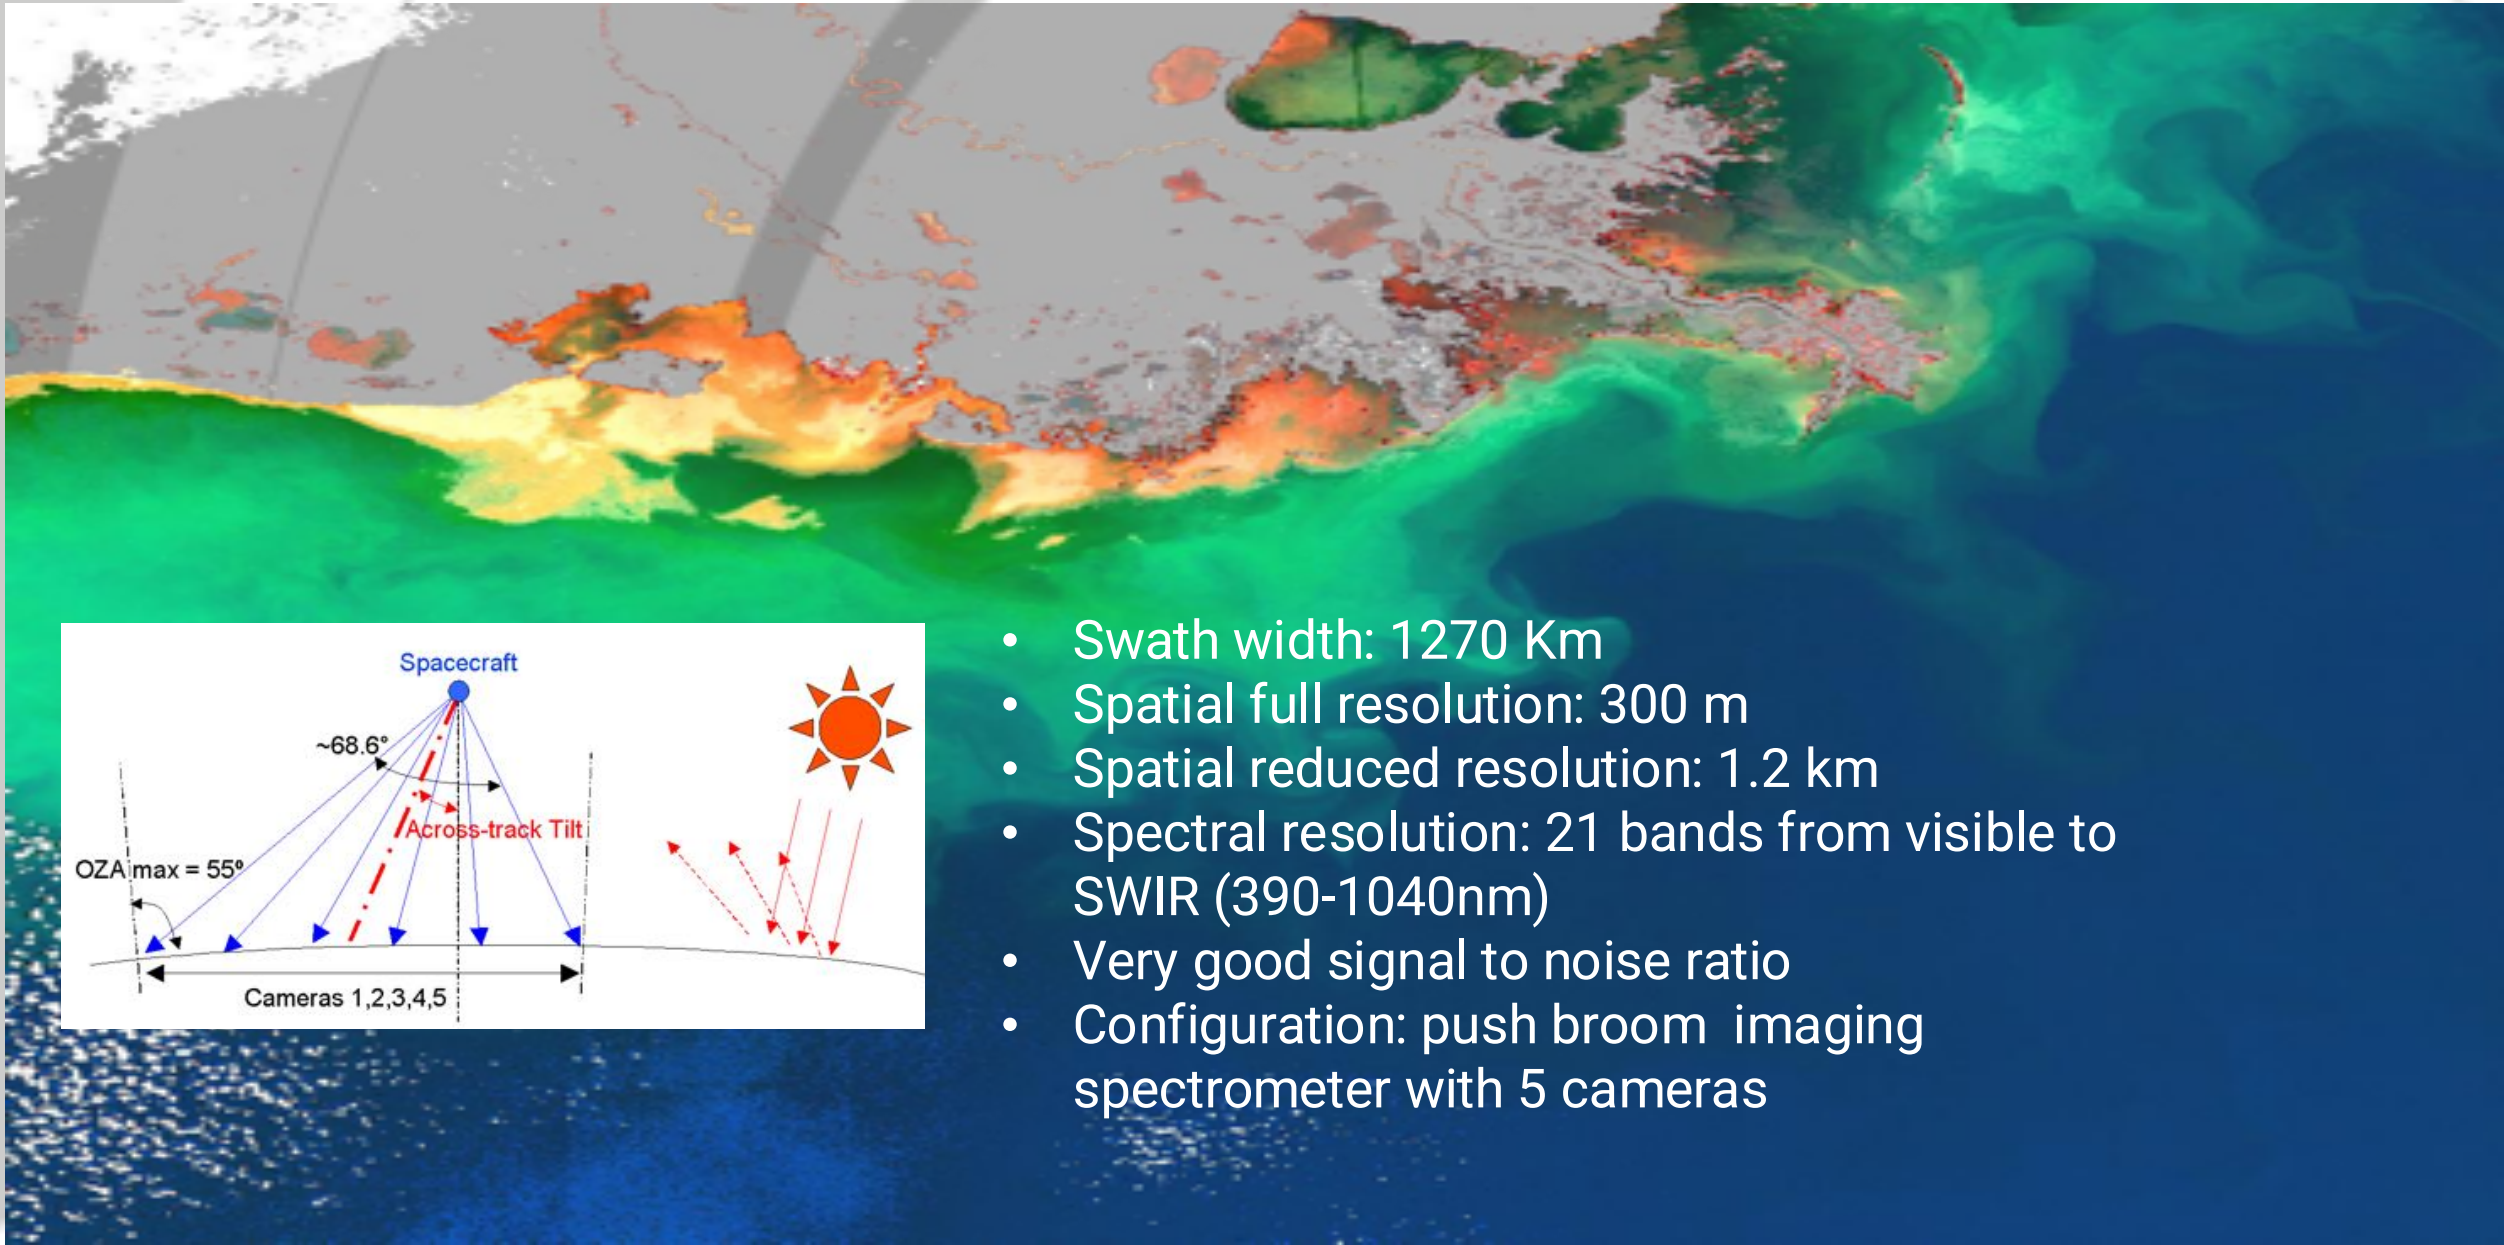 Spacecraft
~68.6°
Across-track Tilt
OZA max = 55º
Cameras 1,2,3,4,5
• Swath width: 1270 Km
• Spatial full resolution: 300 m
• Spatial reduced resolution: 1.2 km
• Spectral resolution: 21 bands from visible to
SWIR (390-1040nm)
• Very good signal to noise ratio
• Configuration: push broom  imaging
spectrometer with 5 cameras